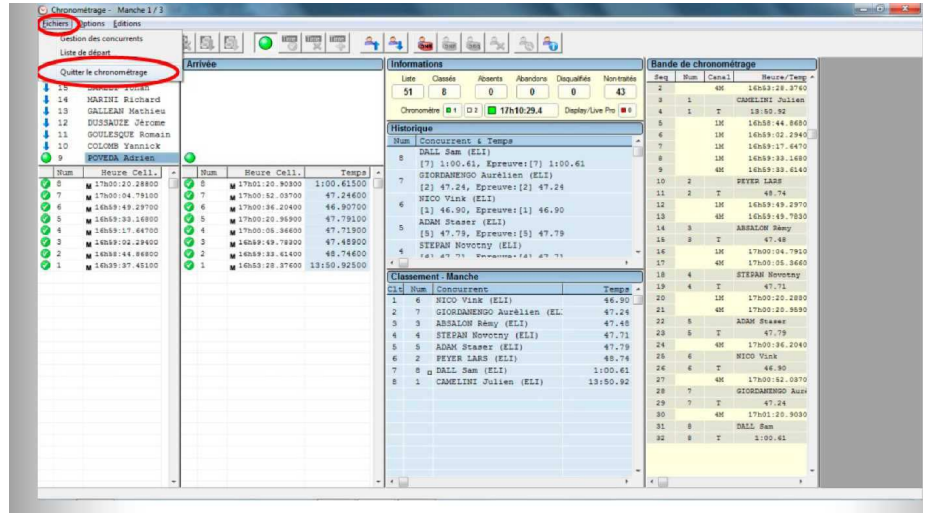 Chronométrage - Manche 1 / 3
Fichiers Options Editions
Gestion des concurrents
Liste de départ
Quitter le chronométrage
Arrivée
15
14 MARINI Richard
13 GALLEAN Mathieu
12 DUSSAUZE Jérome
11 GOULESQUE Romain
10 COLOMB Yannick
9 POVEDA Adrien
Num Heure Cell.
8 M 17h00:20.28800
7 M 17h00:04.79100
6 M 16h59:49.29700
5 M 16h59:33.16800
4 M 16h59:17.64700
3 M 16h59:02.29400
2 M 16h58:44.86800
1 M 16h39:37.45100
Num Heure Cell. Temps
8 M 17h01:20.90300 1:00.61500
7 M 17h00:52.03700 47.24600
6 M 17h00:36.20400 46.90700
5 M 17h00:20.95900 47.79100
4 M 17h00:05.36600 47.71900
3 M 16h59:49.78300 47.48900
2 M 16h59:33.61400 48.74600
1 M 16h53:28.37600 13:50.92500
Informations
Liste Classés Absents Abandons Disqualifiés Non-traités
51 8 0 0 0 43
Chronomètre 1 2 17h10:29.4 Display/Live Pro 0
Historique
Num Concurrent & Temps
8 DALL Sam (ELI)
[7] 1:00.61, Epreuve:[7] 1:00.61
7 GIORDANENGO Aurélien (ELI)
[2] 47.24, Epreuve:[2] 47.24
6 NICO Vink (ELI)
[1] 46.90, Epreuve:[1] 46.90
5 ADAM Staser (ELI)
[5] 47.79, Epreuve:[5] 47.79
4 STEPAN Novotny (ELI)
[4] 47.71, Epreuve:[4] 47.71
Classement - Manche
Clt Num Concurrent Temps
1 6 NICO Vink (ELI) 46.90
2 7 GIORDANENGO Aurélien (EL 47.24
3 3 ABSALON Rémy (ELI) 47.48
4 4 STEPAN Novotny (ELI) 47.71
5 5 ADAM Staser (ELI) 47.79
6 2 PEYER LARS (ELI) 48.74
7 8 DALL Sam (ELI) 1:00.61
8 1 CAMELINI Julien (ELI) 13:50.92
Bande de chronométrage
Seq Num Canal Heure/Temp
2 4M 16h53:28.3760
3 1 CAMELINI Julien
4 1 T 13:50.92
5 1M 16h58:44.8680
6 1M 16h59:02.2940
7 1M 16h59:17.6470
8 1M 16h59:33.1680
9 4M 16h59:33.6140
10 2 PEYER LARS
11 2 T 48.74
12 1M 16h59:49.2970
13 4M 16h59:49.7830
14 3 ABSALON Rémy
15 3 T 47.48
16 1M 17h00:04.7910
17 4M 17h00:05.3660
18 4 STEPAN Novotny
19 4 T 47.71
20 1M 17h00:20.2880
21 4M 17h00:20.9590
22 5 ADAM Staser
23 5 T 47.79
24 4M 17h00:36.2040
25 6 NICO Vink
26 6 T 46.90
27 4M 17h00:52.0370
28 7 GIORDANENGO Auré
29 7 T 47.24
30 4M 17h01:20.9030
31 8 DALL Sam
32 8 T 1:00.61